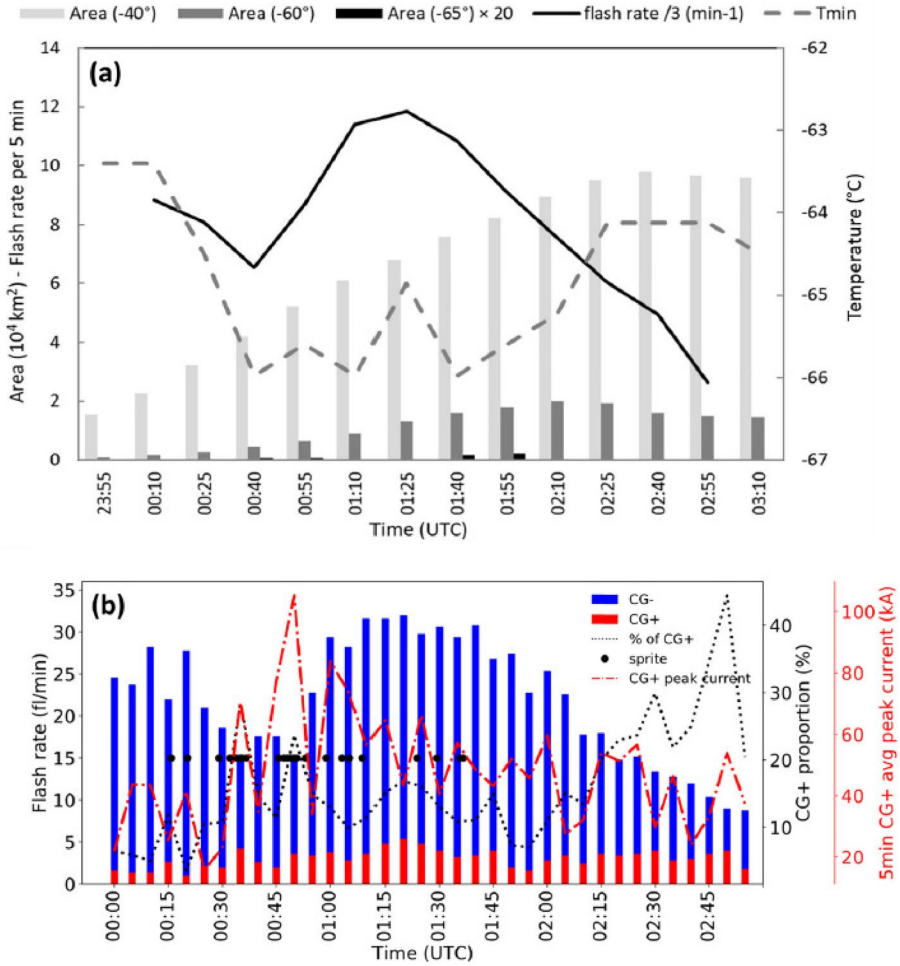 Area (-40°) Area (-60°) Area (-65°) × 20 flash rate /3 (min-1) Tmin
(a)
14
12
10
8
6
4
2
0
Area (10⁴ km²) - Flash rate per 5 min
-62
-63
-64
-65
-66
-67
Temperature (°C)
23:55 00:10 00:25 00:40 00:55 01:10 01:25 01:40 01:55 02:10 02:25 02:40 02:55 03:10
Time (UTC)
(b)
35
30
25
20
15
10
5
0
Flash rate (fl/min)
CG-
CG+
% of CG+
sprite
CG+ peak current
40
30
20
10
CG+ proportion (%)
100
80
60
40
20
5min CG+ avg peak current (kA)
00:00 00:15 00:30 00:45 01:00 01:15 01:30 01:45 02:00 02:15 02:30 02:45
Time (UTC)